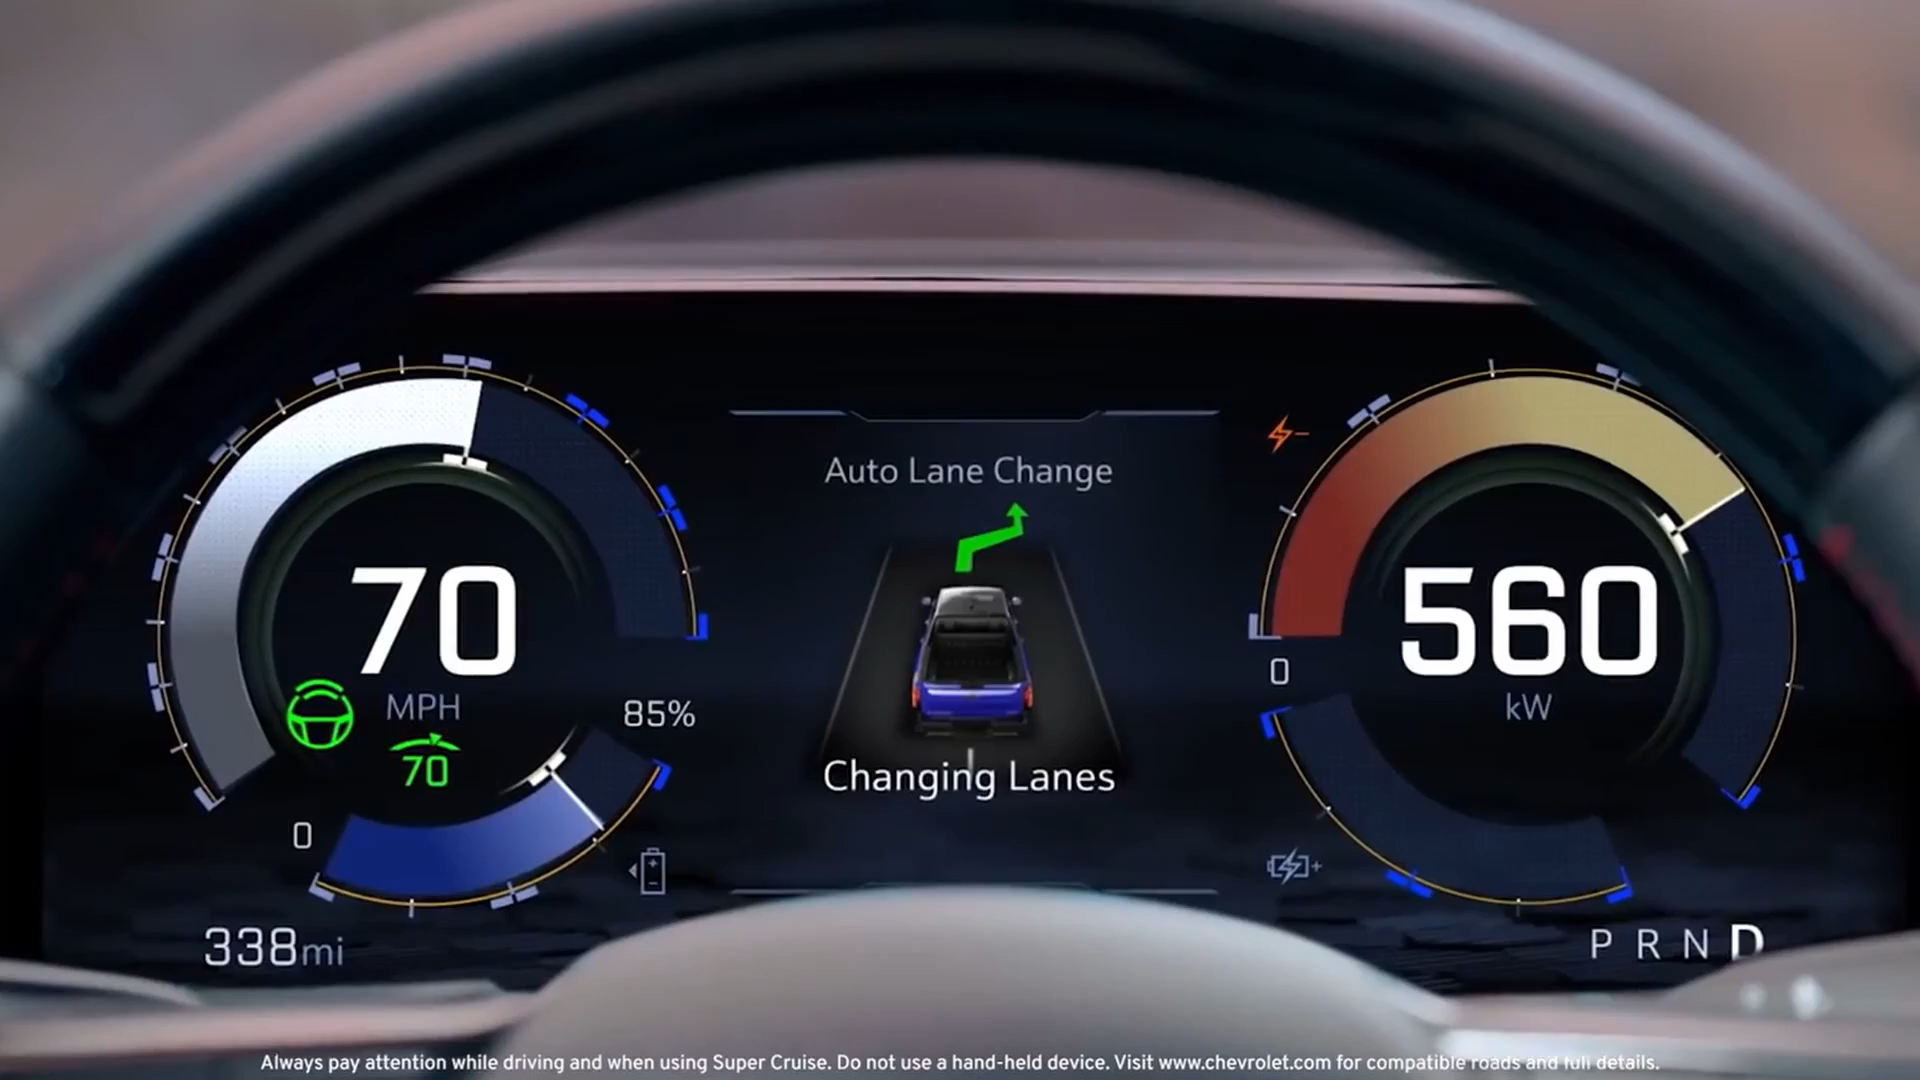 Auto Lane Change
70
MPH
70
85%
0
338mi
Changing Lanes
560
kW
0
P R N D
Always pay attention while driving and when using Super Cruise. Do not use a hand-held device. Visit www.chevrolet.com for compatible roads and full details.